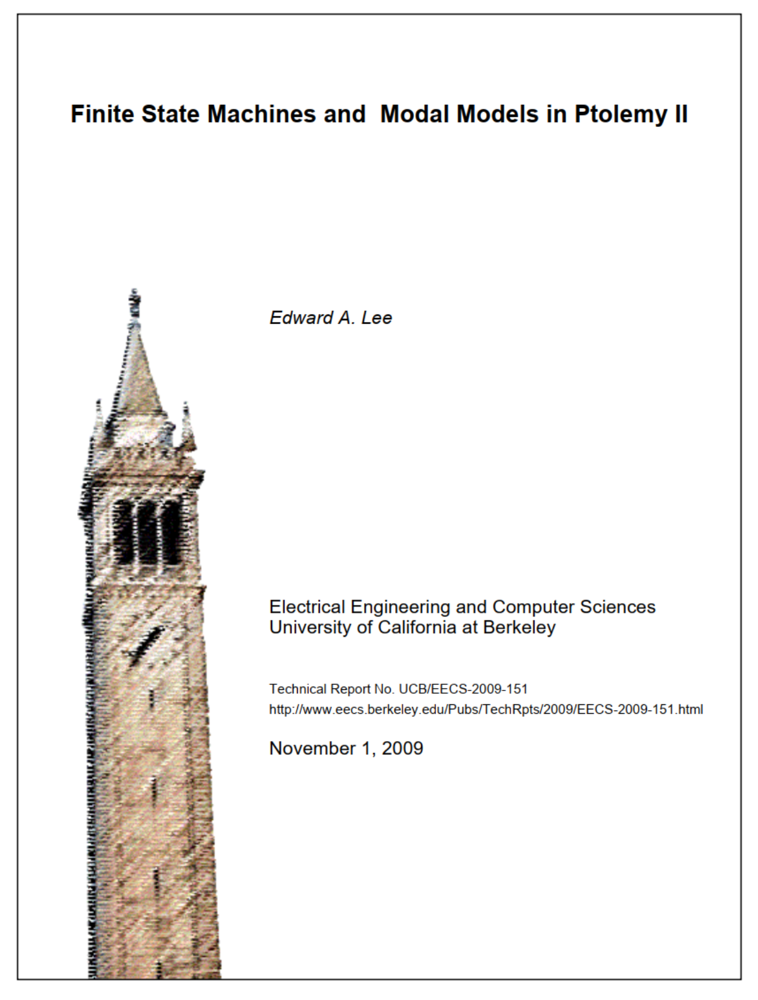 Finite State Machines and  Modal Models in Ptolemy II
Edward A. Lee
Electrical Engineering and Computer Sciences
University of California at Berkeley
Technical Report No. UCB/EECS-2009-151
http://www.eecs.berkeley.edu/Pubs/TechRpts/2009/EECS-2009-151.html
November 1, 2009